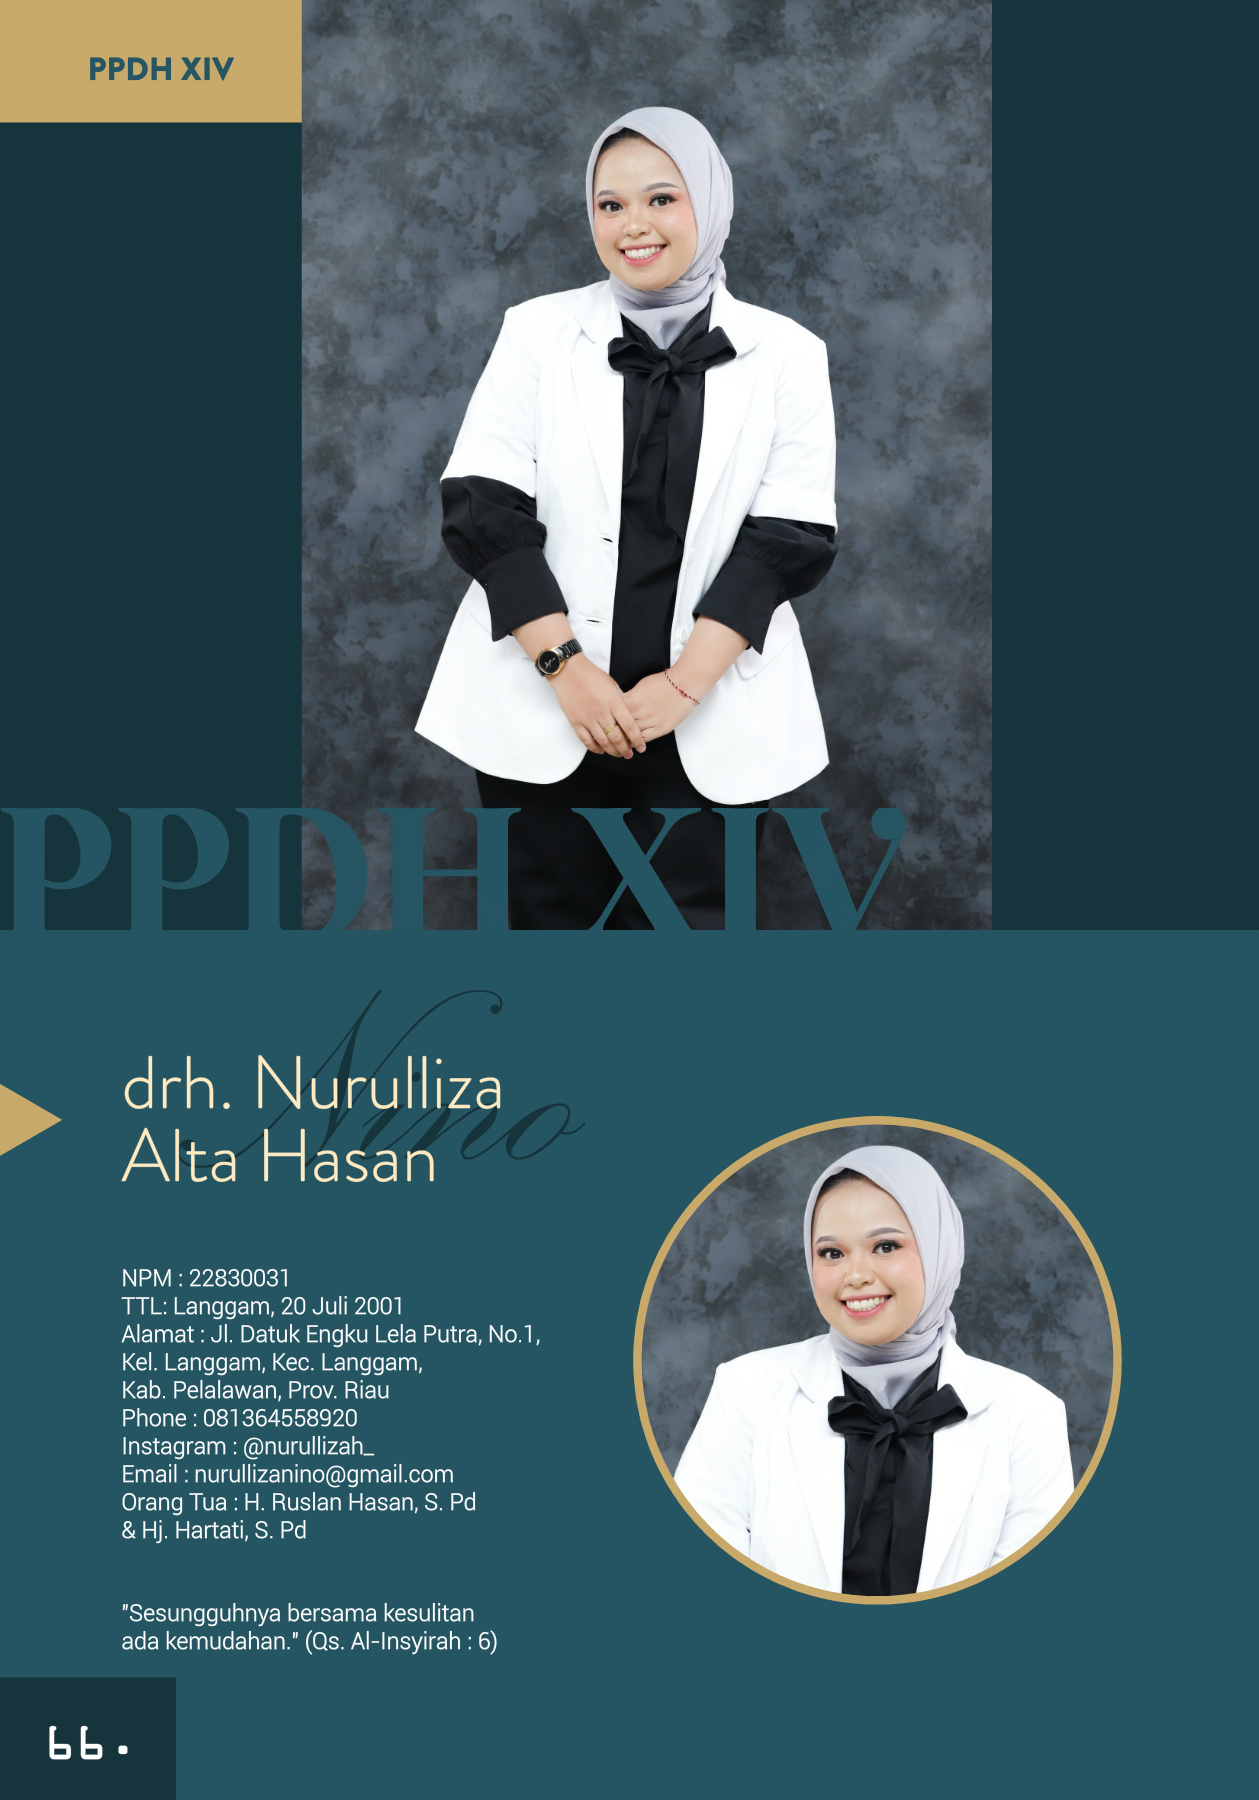 PPDH XIV
PPDH XIV
Nino
drh. Nurulliza
Alta Hasan
NPM : 22830031
TTL: Langgam, 20 Juli 2001
Alamat : Jl. Datuk Engku Lela Putra, No.1,
Kel. Langgam, Kec. Langgam,
Kab. Pelalawan, Prov. Riau
Phone : 081364558920
Instagram : @nurullizah_
Email : nurullizanino@gmail.com
Orang Tua : H. Ruslan Hasan, S. Pd
& Hj. Hartati, S. Pd
"Sesungguhnya bersama kesulitan
ada kemudahan." (Qs. Al-Insyirah : 6)
66.